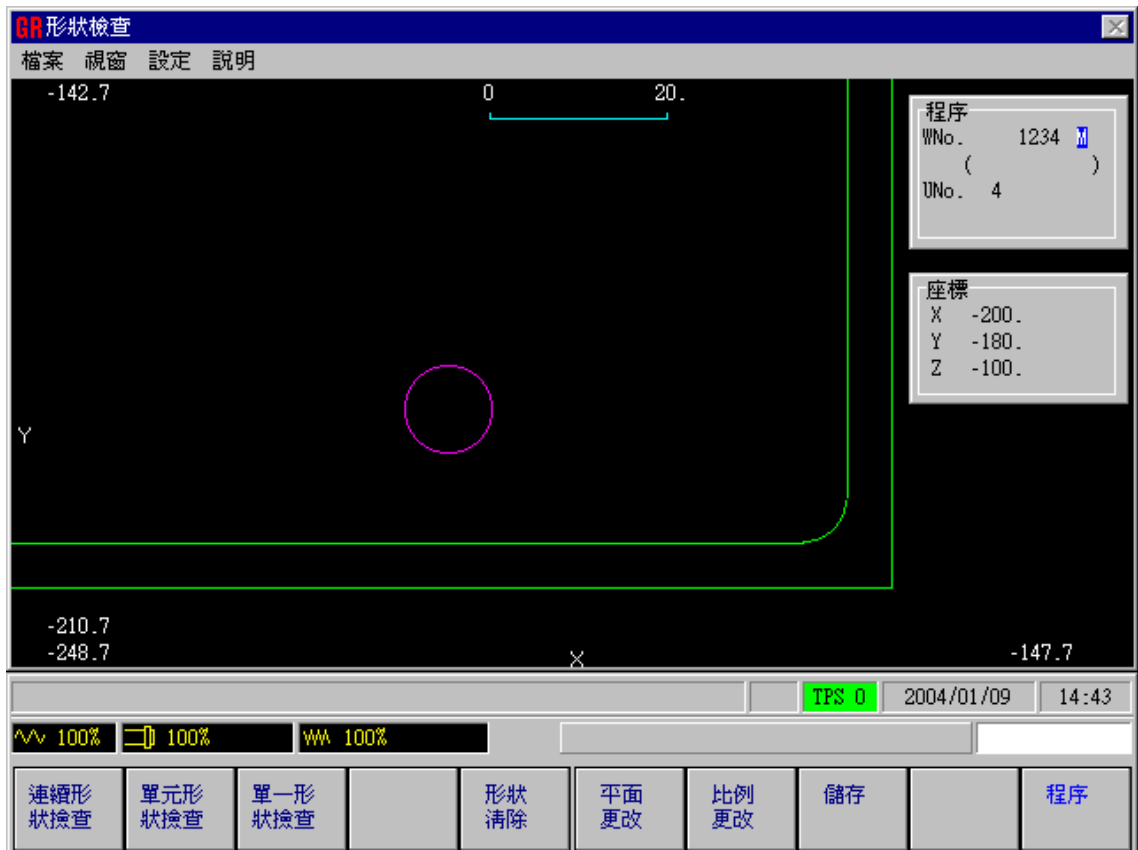 GR形狀檢查
檔案 視窗 設定 說明
-142.7 0 20.
程序
WNo. 1234 M
( )
UNo. 4
座標
X -200.
Y -180.
Z -100.
Y
-210.7
-248.7 X -147.7
TPS 0 2004/01/09 14:43
100% 100% 100%
連續形 單元形 單一形 形狀 平面 比例 儲存 程序
狀撿查 狀撿查 狀撿查 清除 更改 更改